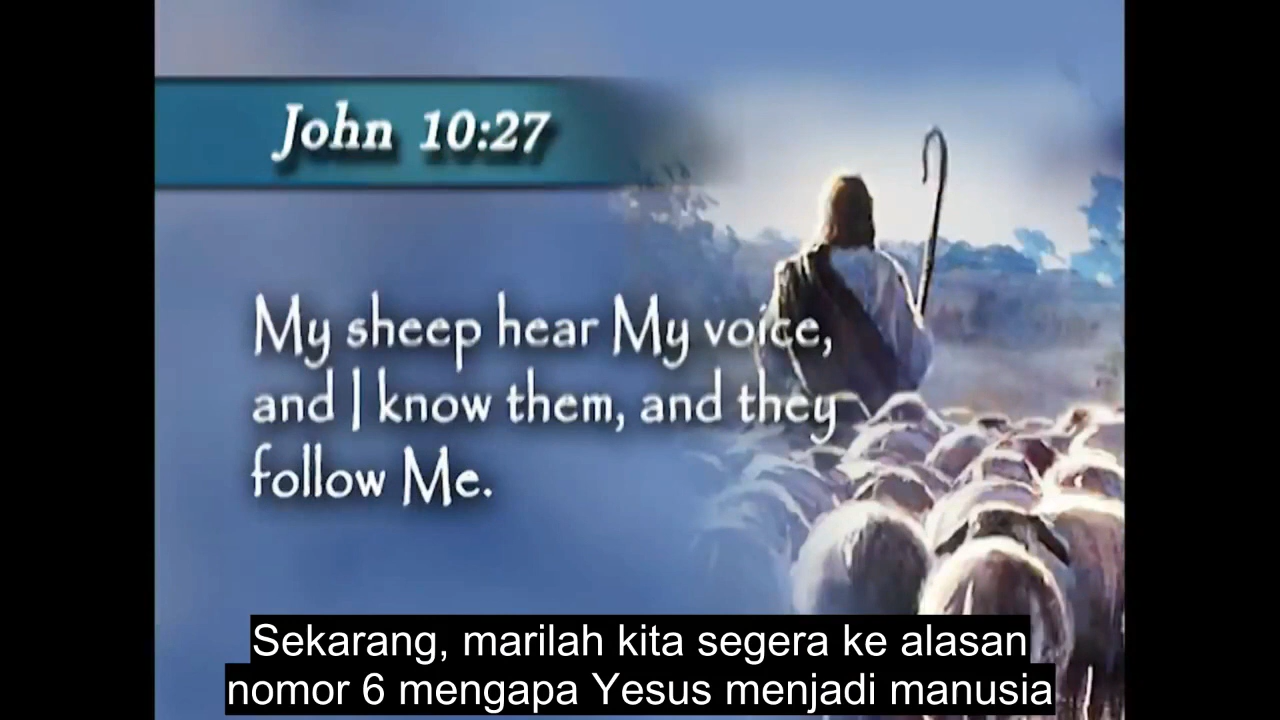 John 10:27
My sheep hear My voice,
and I know them, and they
follow Me.
Sekarang, marilah kita segera ke alasan
nomor 6 mengapa Yesus menjadi manusia